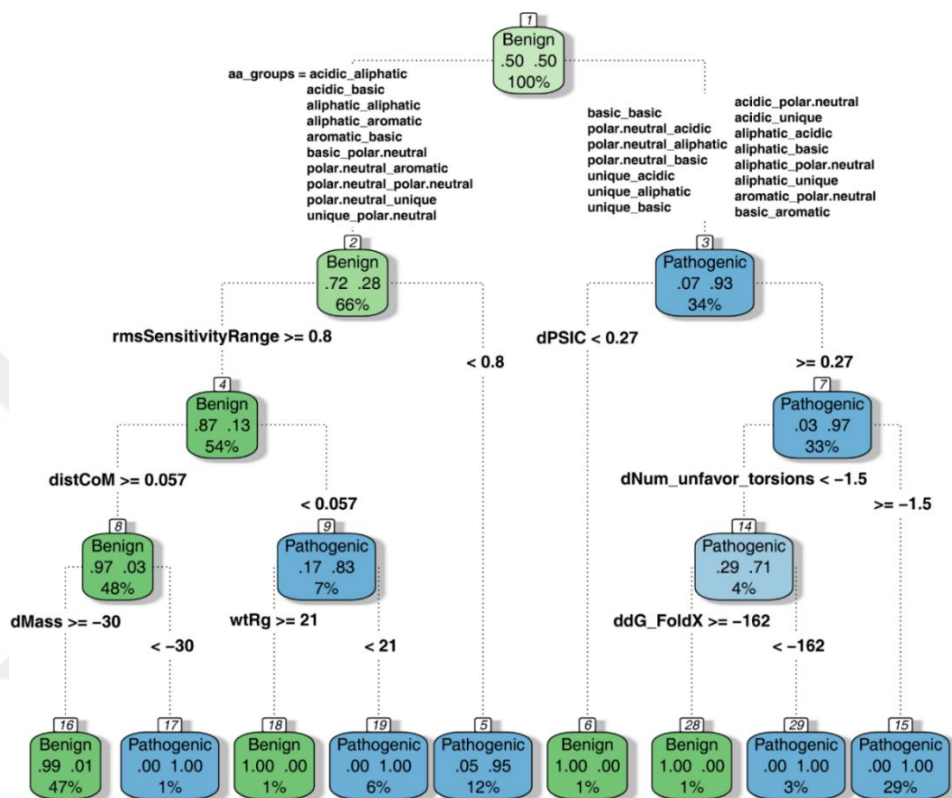 1
Benign
.50 .50
100%
aa_groups = acidic_aliphatic
acidic_basic
aliphatic_aliphatic
aliphatic_aromatic
aromatic_basic
basic_polar.neutral
polar.neutral_aromatic
polar.neutral_polar.neutral
polar.neutral_unique
unique_polar.neutral
basic_basic
polar.neutral_acidic
polar.neutral_aliphatic
polar.neutral_basic
unique_acidic
unique_aliphatic
unique_basic
acidic_polar.neutral
acidic_unique
aliphatic_acidic
aliphatic_basic
aliphatic_polar.neutral
aliphatic_unique
aromatic_polar.neutral
basic_aromatic
2
Benign
.72 .28
66%
3
Pathogenic
.07 .93
34%
rmsSensitivityRange >= 0.8
< 0.8
dPSIC < 0.27
>= 0.27
4
Benign
.87 .13
54%
7
Pathogenic
.03 .97
33%
distCoM >= 0.057
< 0.057
dNum_unfavor_torsions < −1.5
>= −1.5
8
Benign
.97 .03
48%
9
Pathogenic
.17 .83
7%
14
Pathogenic
.29 .71
4%
dMass >= −30
< −30
wtRg >= 21
< 21
ddG_FoldX >= −162
< −162
16
Benign
.99 .01
47%
17
Pathogenic
.00 1.00
1%
18
Benign
1.00 .00
1%
19
Pathogenic
.00 1.00
6%
5
Pathogenic
.05 .95
12%
6
Benign
1.00 .00
1%
28
Benign
1.00 .00
1%
29
Pathogenic
.00 1.00
3%
15
Pathogenic
.00 1.00
29%